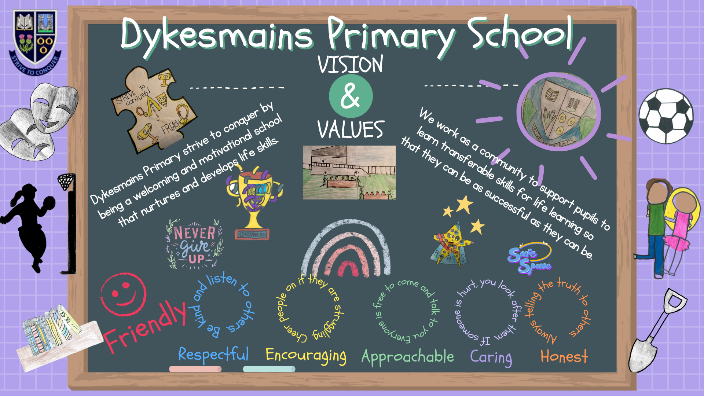 Dykesmains Primary School
VISION
&
VALUES
STRIVE TO CONQUER
Dykesmains Primary strive to conquer by
being a welcoming and motivational school
that nurtures and develops life skills.
We work as a community to support pupils to
learn transferable skills for life learning so
that they can be as successful as they can be.
NEVER
give
UP
Friendly
Be kind and listen to others.
Cheer people on if they are struggling
Everyone is free to come and talk to you.
If someone is hurt, you look after them.
Always telling the truth to others
Respectful
Encouraging
Approachable
Caring
Honest